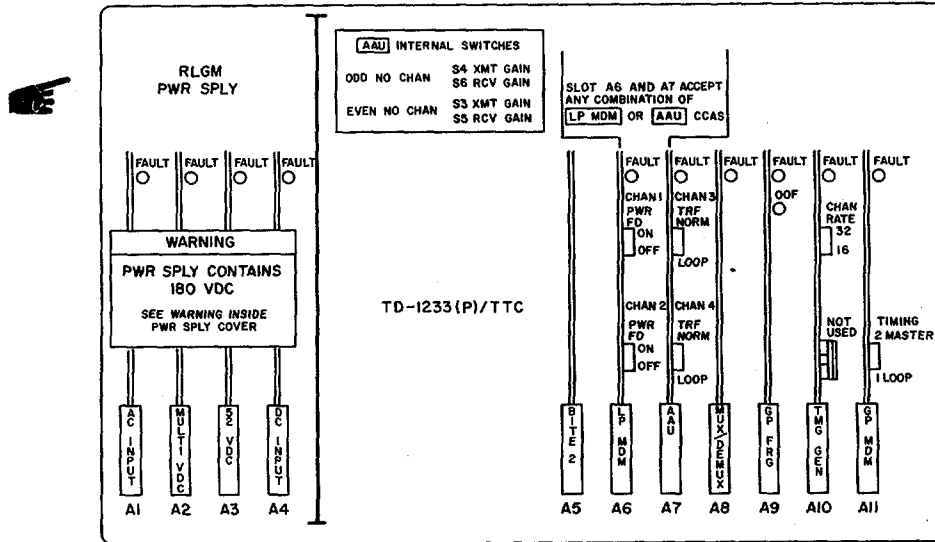 RLGM
PWR SPLY
AAU INTERNAL SWITCHES
ODD NO CHAN S4 XMT GAIN
S6 RCV GAIN
EVEN NO CHAN S3 XMT GAIN
S5 RCV GAIN
SLOT A6 AND A7 ACCEPT
ANY COMBINATION OF
LP MDM OR AAU CCAS
FAULT FAULT FAULT FAULT
FAULT FAULT FAULT FAULT FAULT FAULT
OOF
CHAN 1 CHAN 3
PWR FD TRF NORM
ON
OFF LOOP
CHAN RATE
32
16
WARNING
PWR SPLY CONTAINS
180 VDC
SEE WARNING INSIDE
PWR SPLY COVER
TD-1233(P)/TTC
CHAN 2 CHAN 4
PWR FD TRF NORM
ON
OFF LOOP
NOT USED
TIMING
2 MASTER
1 LOOP
AC INPUT
MULTI VDC
52 VDC
DC INPUT
BITE 2
LP MDM
AAU
MUX/DEMUX
GP FRG
TMG GEN
GP MDM
A1 A2 A3 A4 A5 A6 A7 A8 A9 A10 A11